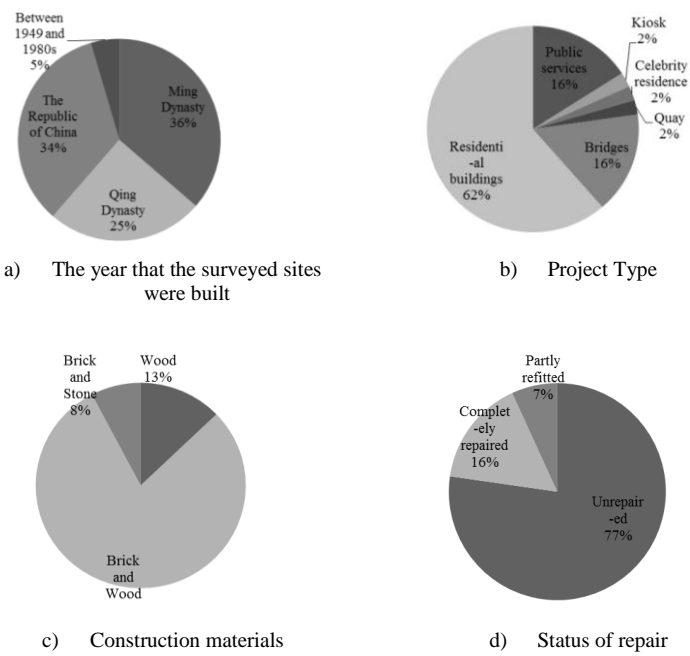 Between
1949 and
1980s
5%
Ming
Dynasty
36%
The
Republic
of China
34%
Qing
Dynasty
25%
a) The year that the surveyed sites
were built
Kiosk
2%
Public
services
16%
Celebrity
residence
2%
Quay
2%
Bridges
16%
Residenti
-al
buildings
62%
b) Project Type
Brick
and
Stone
8%
Wood
13%
Brick
and
Wood
c) Construction materials
Partly
refitted
7%
Complet
-ely
repaired
16%
Unrepair
-ed
77%
d) Status of repair